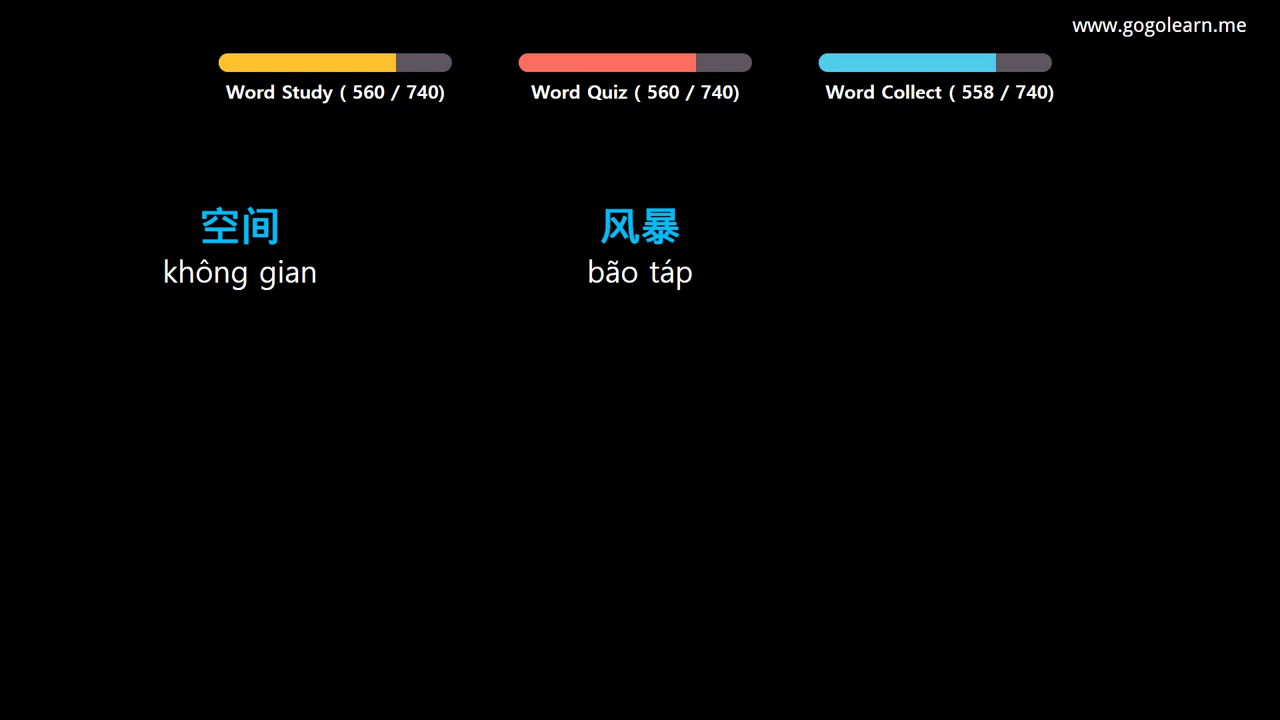 www.gogolearn.me
Word Study ( 560 / 740)
Word Quiz ( 560 / 740)
Word Collect ( 558 / 740)
空间
không gian
风暴
bão táp